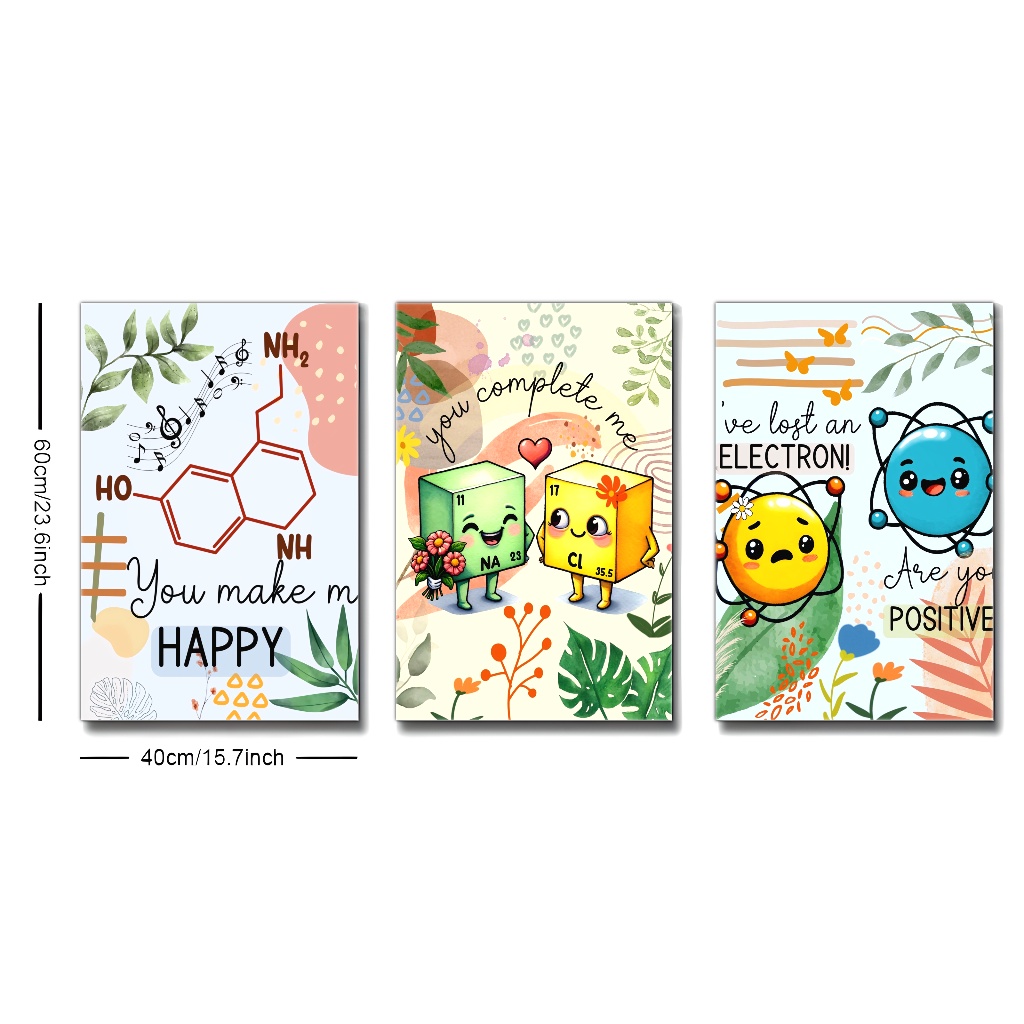 60cm/23.6inch
40cm/15.7inch
NH2
HO
NH
You make m
HAPPY
you complete me
11
NA 23
17
Cl 35.5
've lost an
ELECTRON!
Are you
POSITIVE